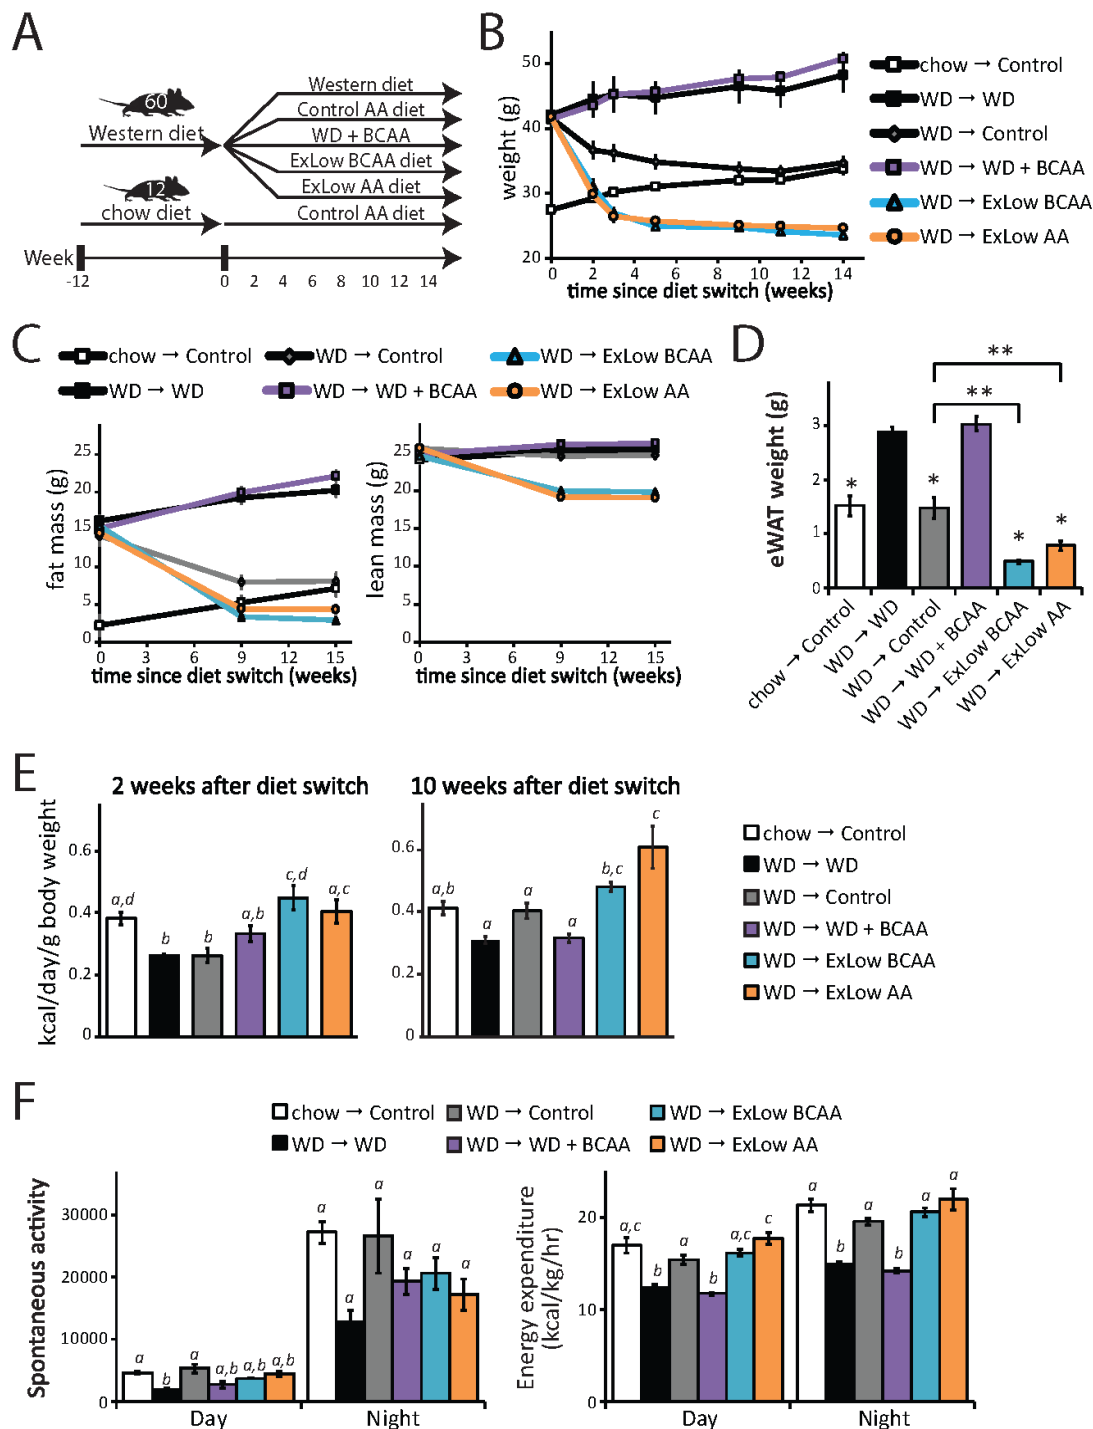 A
60
Western diet
12
chow diet
Western diet
Control AA diet
WD + BCAA
ExLow BCAA diet
ExLow AA diet
Control AA diet
Week
-12 0 2 4 6 8 10 12 14
B
weight (g)
50
40
30
20
0 2 4 6 8 10 12 14
time since diet switch (weeks)
chow → Control
WD → WD
WD → Control
WD → WD + BCAA
WD → ExLow BCAA
WD → ExLow AA
C
chow → Control WD → Control WD → ExLow BCAA
WD → WD WD → WD + BCAA WD → ExLow AA
fat mass (g)
25
20
15
10
5
0
0 3 6 9 12 15
time since diet switch (weeks)
lean mass (g)
25
20
15
10
5
0
0 3 6 9 12 15
time since diet switch (weeks)
D
eWAT weight (g)
3
2
1
0
**
**
* * * *
chow → Control
WD → WD
WD → Control
WD → WD + BCAA
WD → ExLow BCAA
WD → ExLow AA
E
2 weeks after diet switch
kcal/day/g body weight
0.6
0.4
0.2
0
a,d b b a,b c,d a,c
10 weeks after diet switch
0.6
0.4
0.2
0
a,b a a a b,c c
chow → Control
WD → WD
WD → Control
WD → WD + BCAA
WD → ExLow BCAA
WD → ExLow AA
F
chow → Control WD → Control WD → ExLow BCAA
WD → WD WD → WD + BCAA WD → ExLow AA
Spontaneous activity
30000
20000
10000
0
a b a a,b a,b a,b
a a a a a a
Day Night
Energy expenditure
(kcal/kg/hr)
20
10
0
a,c b a b a,c c
a b a b a a
Day Night